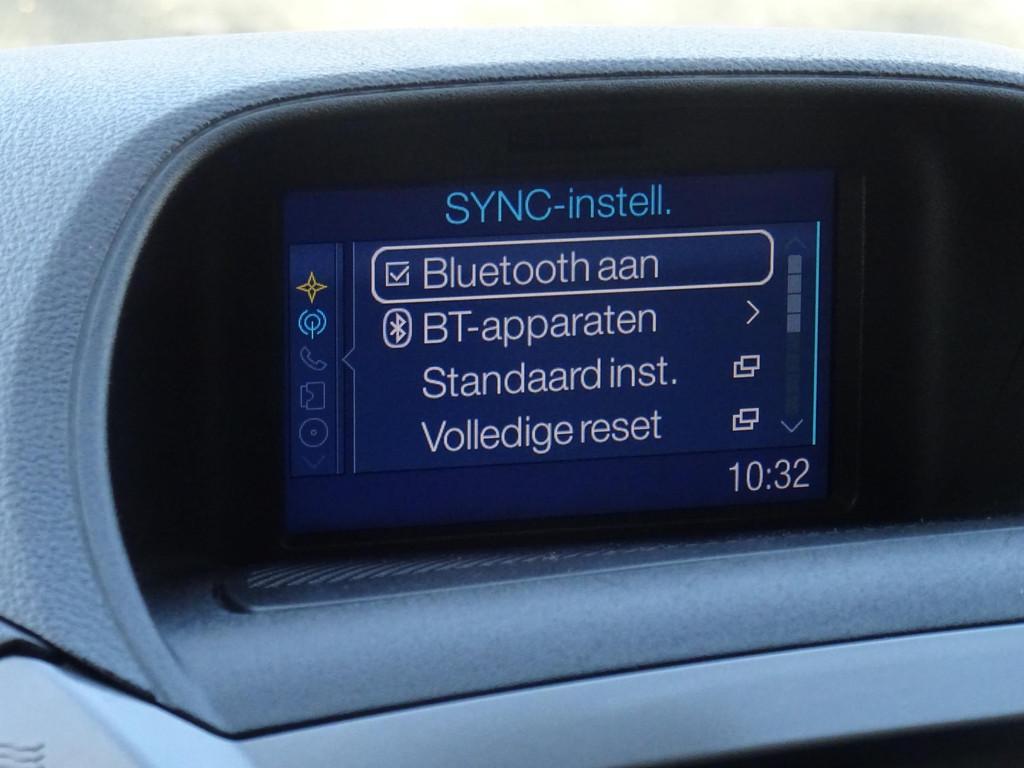 SYNC-instell.
Bluetooth aan
BT-apparaten
Standaard inst.
Volledige reset
10:32